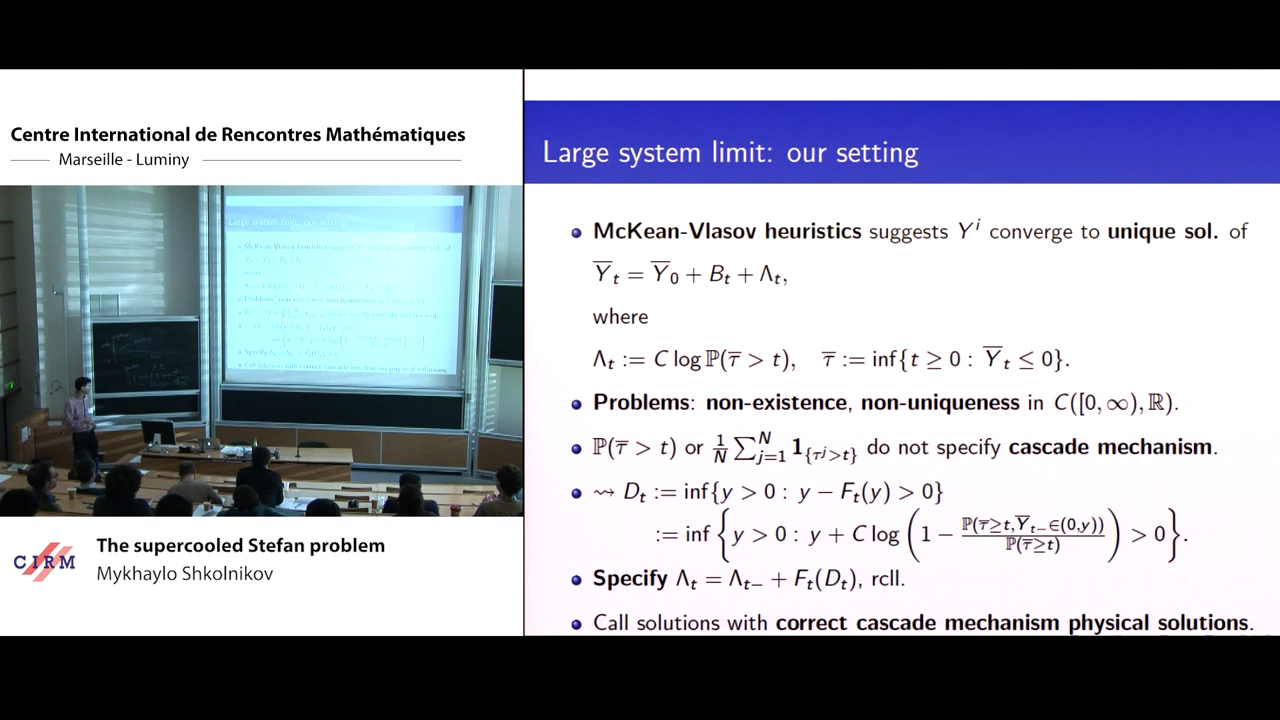 Centre International de Rencontres Mathématiques
Marseille - Luminy
The supercooled Stefan problem
Mykhaylo Shkolnikov
CIRM
Large system limit: our setting
McKean-Vlasov heuristics suggests Y^i converge to unique sol. of
Y̅_t = Y̅_0 + B_t + Λ_t,
where
Λ_t := C log ℙ(τ̅ > t), τ̅ := inf{t ≥ 0 : Y̅_t ≤ 0}.
Problems: non-existence, non-uniqueness in C([0, ∞), ℝ).
ℙ(τ̅ > t) or 1/N ∑_{j=1}^N 1_{τ^j>t} do not specify cascade mechanism.
⇝ D_t := inf{y > 0 : y − F_t(y) > 0}
:= inf {y > 0 : y + C log (1 − ℙ(τ̅≥t, Y̅_{t−}∈(0,y)) / ℙ(τ̅≥t)) > 0}.
Specify Λ_t = Λ_{t−} + F_t(D_t), rcll.
Call solutions with correct cascade mechanism physical solutions.